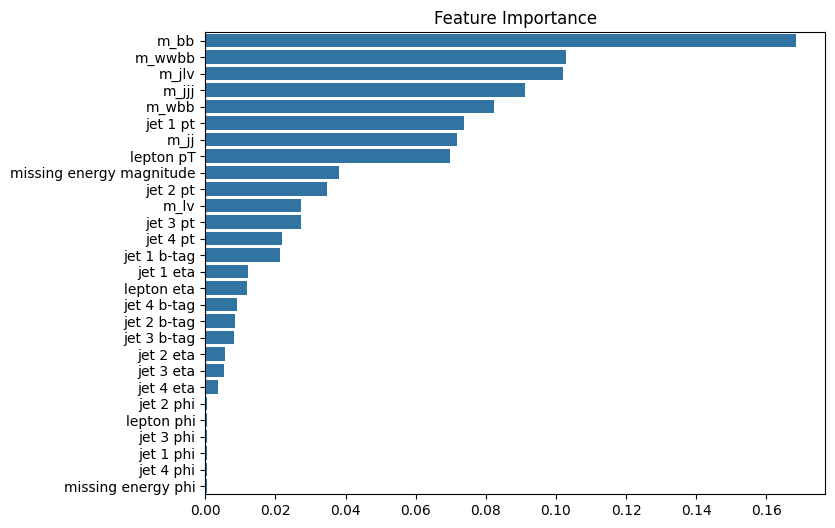 Feature Importance
m_bb
m_wwbb
m_jlv
m_jjj
m_wbb
jet 1 pt
m_jj
lepton pT
missing energy magnitude
jet 2 pt
m_lv
jet 3 pt
jet 4 pt
jet 1 b-tag
jet 1 eta
lepton eta
jet 4 b-tag
jet 2 b-tag
jet 3 b-tag
jet 2 eta
jet 3 eta
jet 4 eta
jet 2 phi
lepton phi
jet 3 phi
jet 1 phi
jet 4 phi
missing energy phi
0.00 0.02 0.04 0.06 0.08 0.10 0.12 0.14 0.16